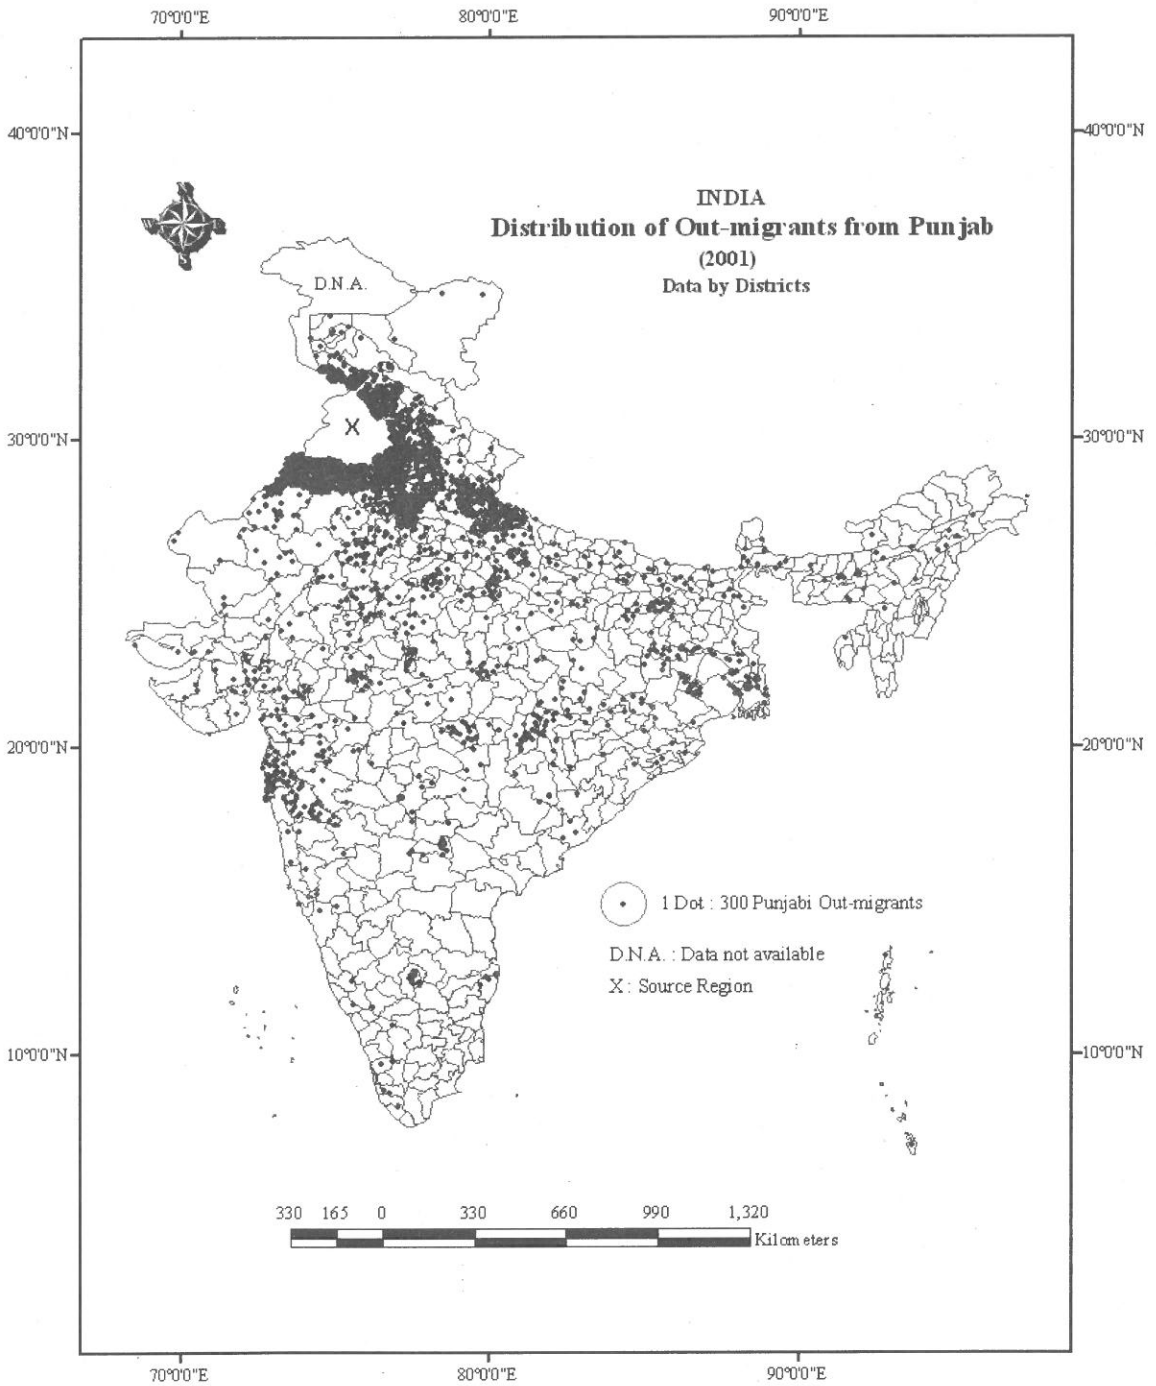 70°0'0"E 80°0'0"E 90°0'0"E
40°0'0"N 40°0'0"N
INDIA
Distribution of Out-migrants from Punjab
(2001)
Data by Districts
S
D.N.A.
X
30°0'0"N 30°0'0"N
20°0'0"N 20°0'0"N
1 Dot : 300 Punjabi Out-migrants
D.N.A. : Data not available
X : Source Region
10°0'0"N 10°0'0"N
330 165 0 330 660 990 1,320
Kilometers
70°0'0"E 80°0'0"E 90°0'0"E